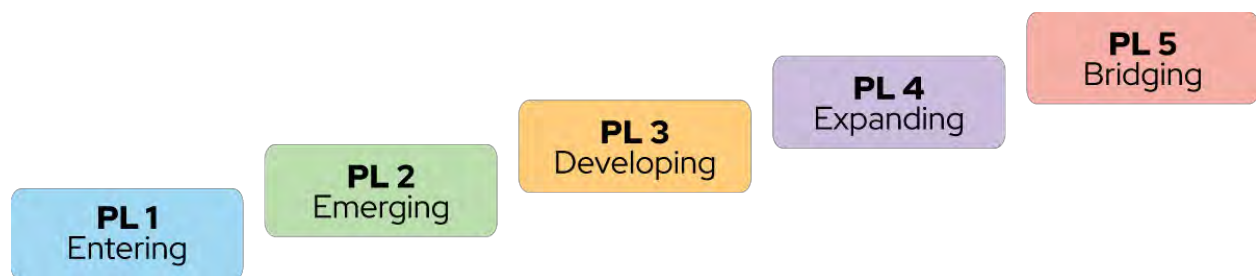 PL 1
Entering
PL 2
Emerging
PL 3
Developing
PL 4
Expanding
PL 5
Bridging